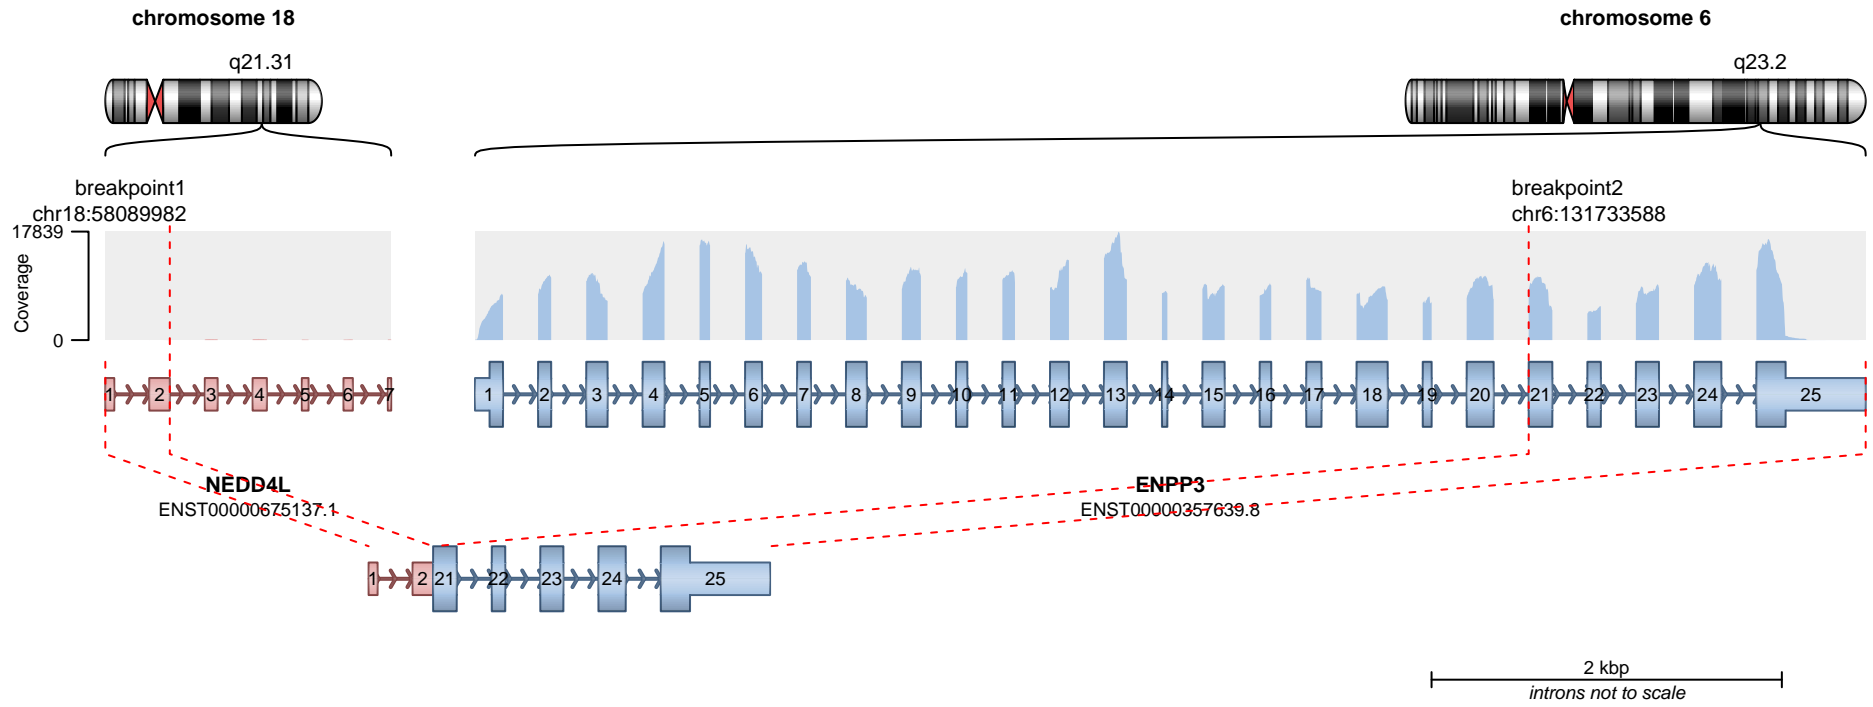 chromosome 18
chromosome 6
q21.31
q23.2
breakpoint1
chr18:58089982
breakpoint2
chr6:131733588
17839
Coverage
0
1 2 3 4 5 6 7
1 2 3 4 5 6 7 8 9 10 11 12 13 14 15 16 17 18 19 20 21 22 23 24 25
NEDD4L
ENST00000675137.1
ENPP3
ENST00000357639.8
1 2 21 22 23 24 25
2 kbp
introns not to scale